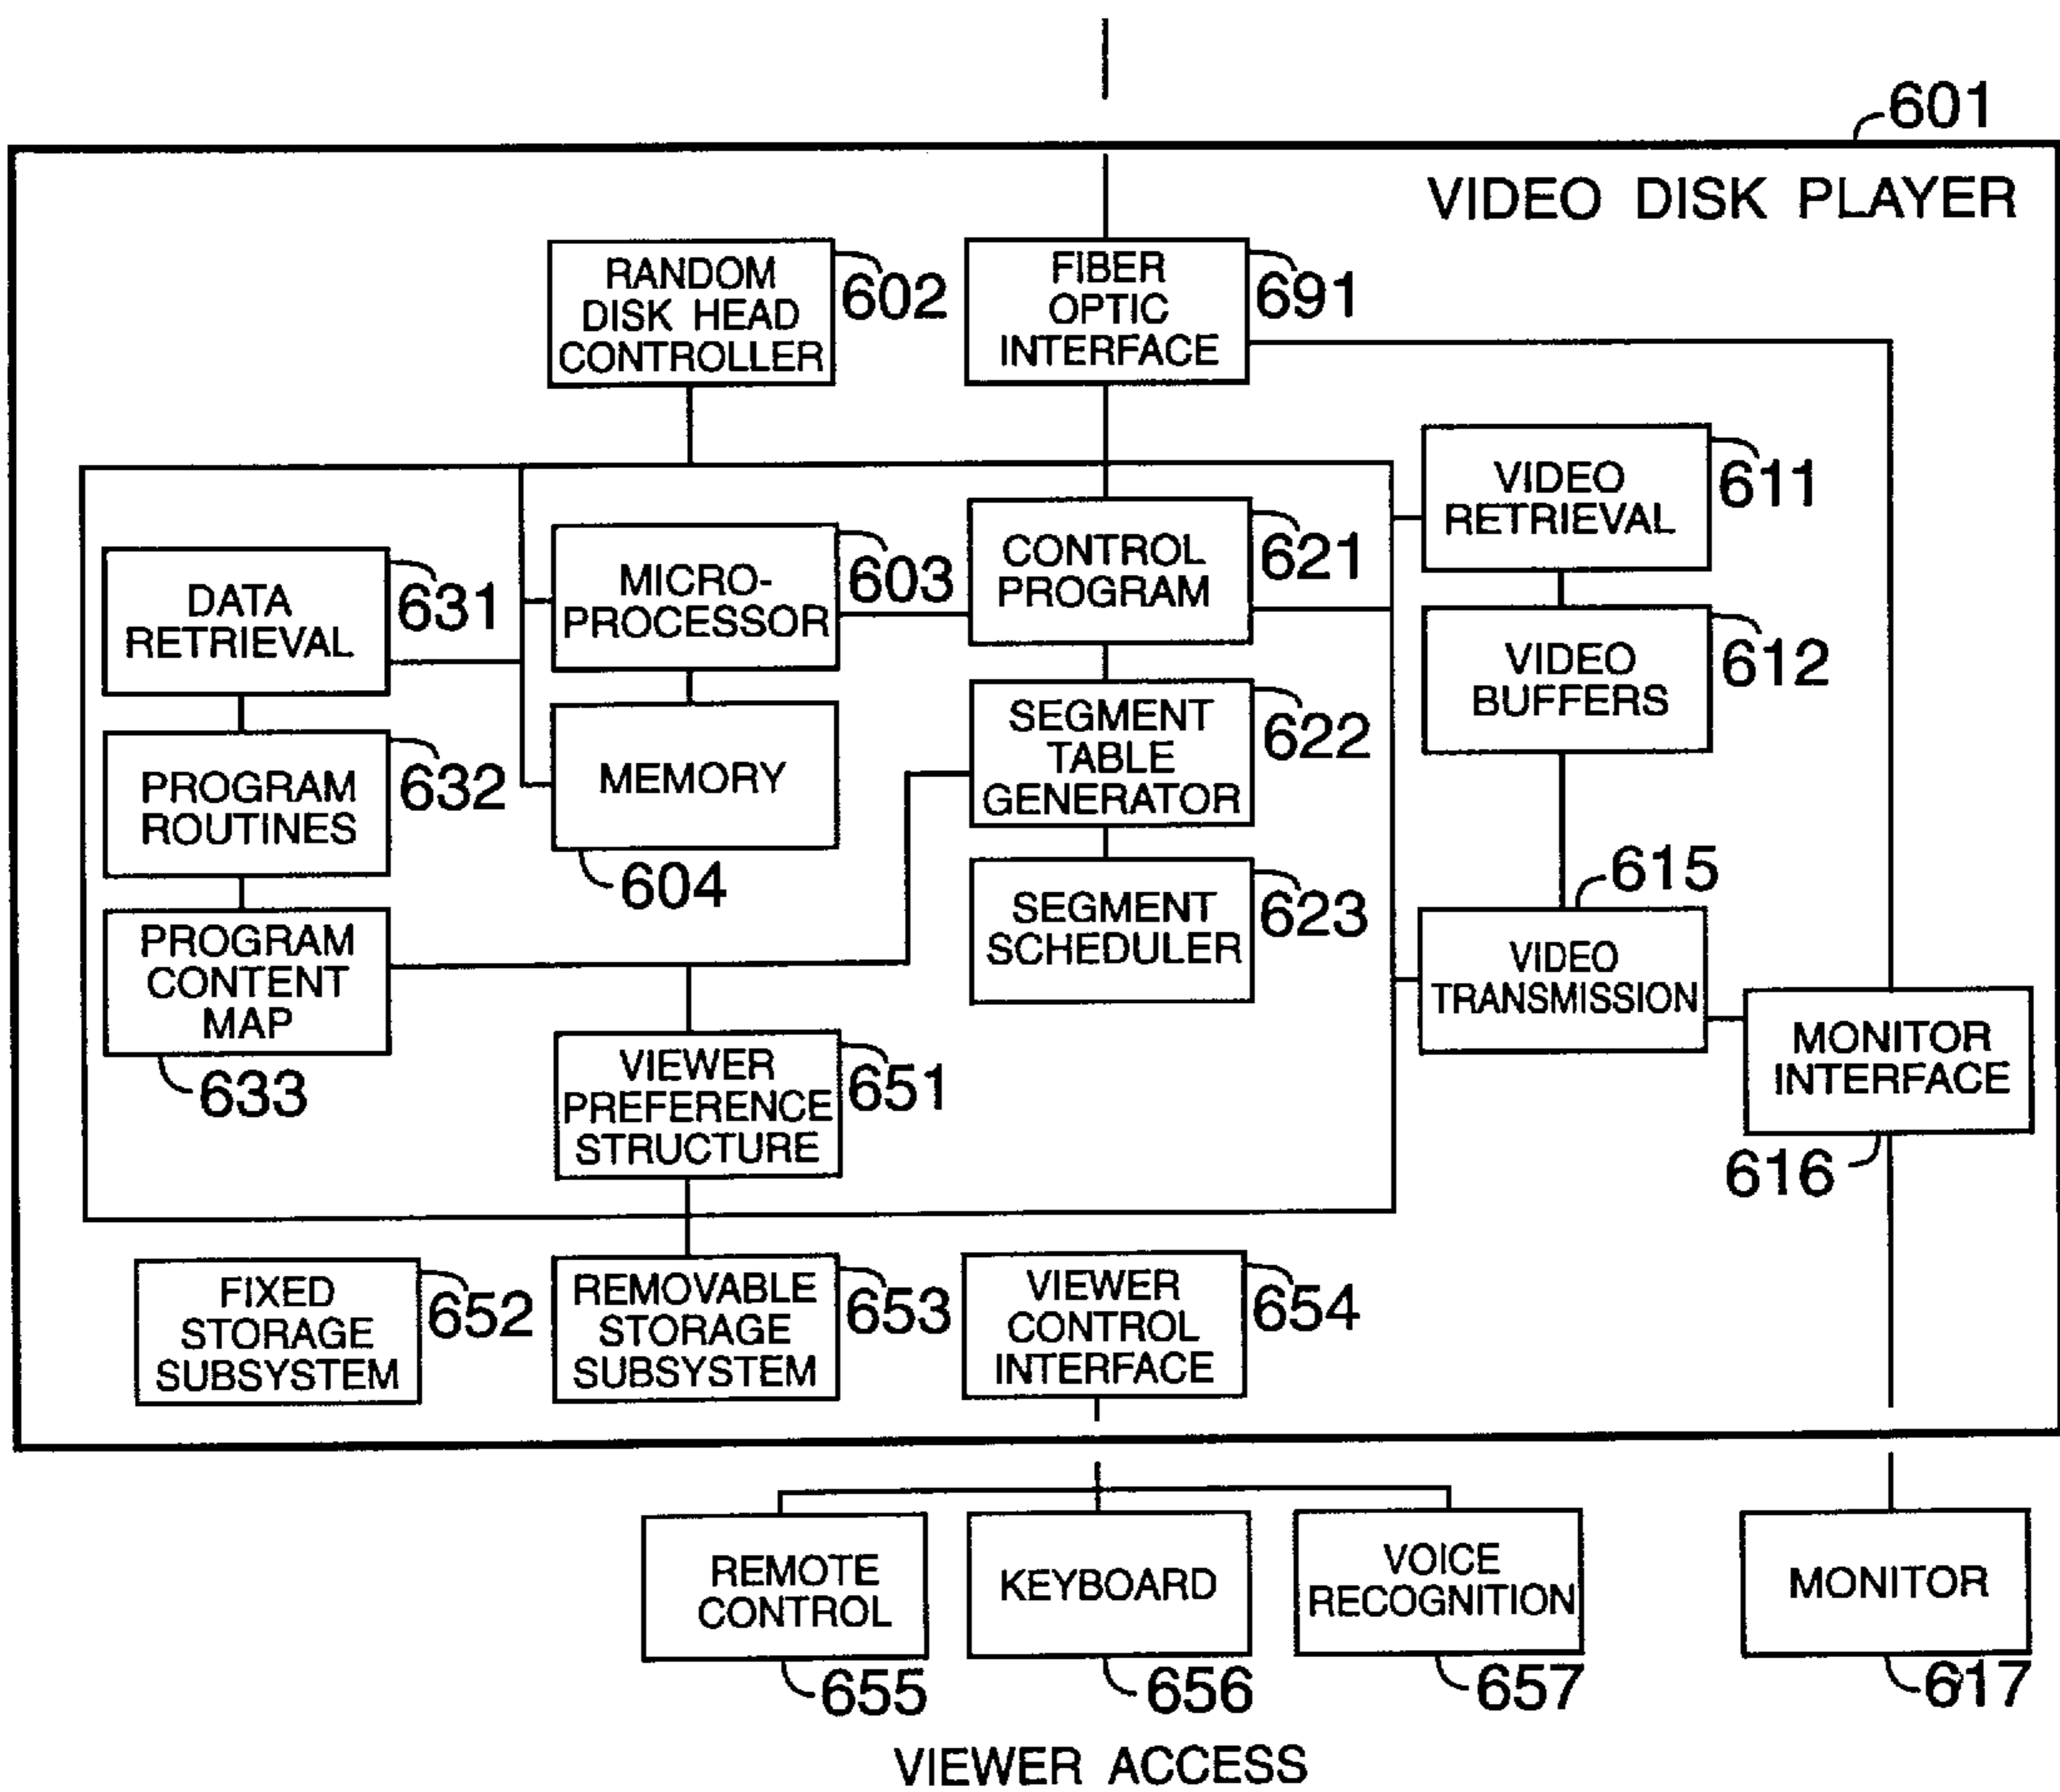 601
VIDEO DISK PLAYER
RANDOM
DISK HEAD
CONTROLLER
602
FIBER
OPTIC
INTERFACE
691
VIDEO
RETRIEVAL
611
DATA
RETRIEVAL
631
MICRO-
PROCESSOR
603
CONTROL
PROGRAM
621
VIDEO
BUFFERS
612
PROGRAM
ROUTINES
632
MEMORY
604
SEGMENT
TABLE
GENERATOR
622
615
PROGRAM
CONTENT
MAP
633
SEGMENT
SCHEDULER
623
VIDEO
TRANSMISSION
MONITOR
INTERFACE
616
VIEWER
PREFERENCE
STRUCTURE
651
FIXED
STORAGE
SUBSYSTEM
652
REMOVABLE
STORAGE
SUBSYSTEM
653
VIEWER
CONTROL
INTERFACE
654
REMOTE
CONTROL
655
KEYBOARD
656
VOICE
RECOGNITION
657
MONITOR
617
VIEWER ACCESS